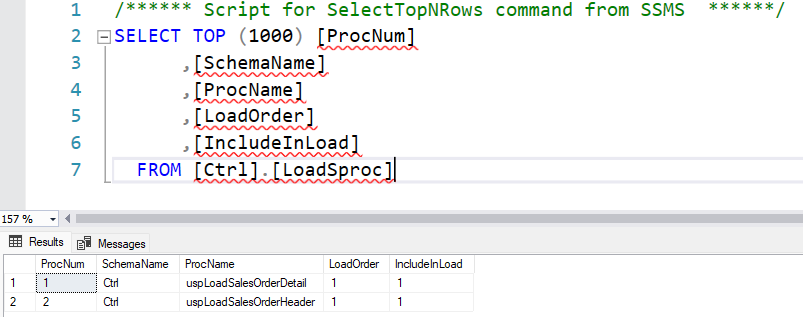 1 /****** Script for SelectTopNRows command from SSMS  ******/
2 SELECT TOP (1000) [ProcNum]
3 ,[SchemaName]
4 ,[ProcName]
5 ,[LoadOrder]
6 ,[IncludeInLoad]
7 FROM [Ctrl].[LoadSproc]
157 %
Results Messages
ProcNum SchemaName ProcName LoadOrder IncludeInLoad
1 1 Ctrl uspLoadSalesOrderDetail 1 1
2 2 Ctrl uspLoadSalesOrderHeader 1 1